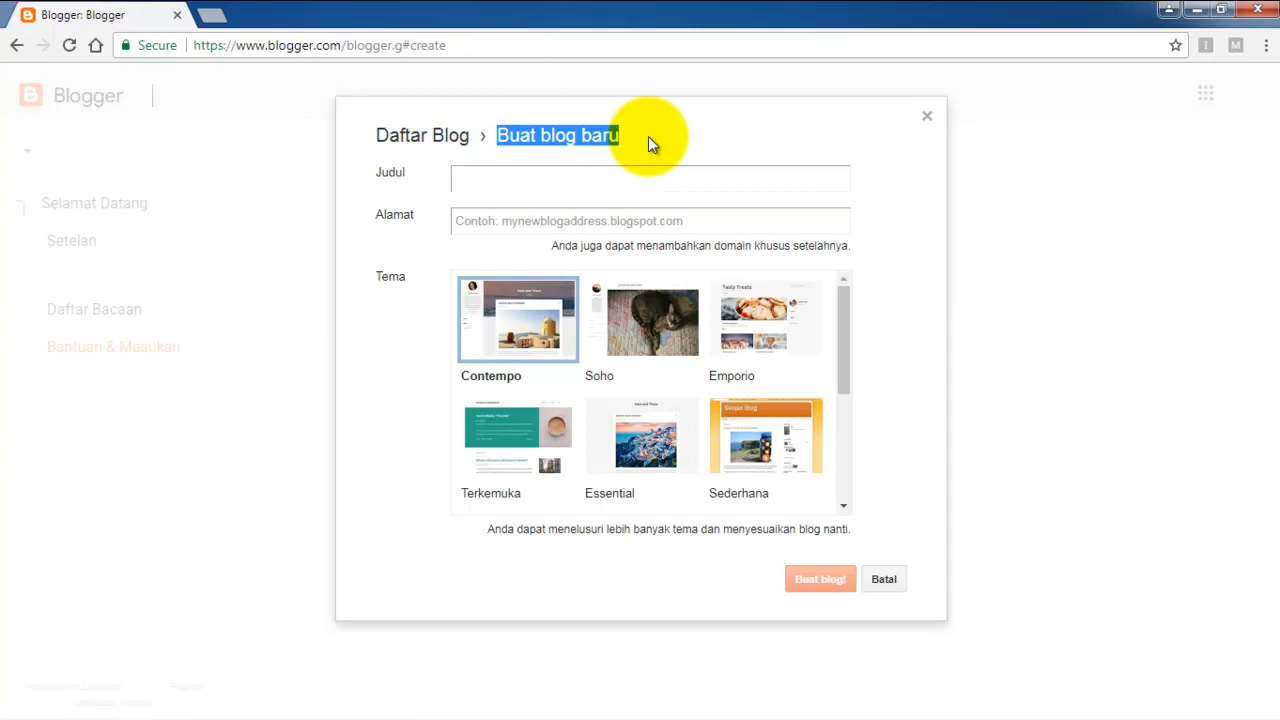 Blogger: Blogger
Secure
https://www.blogger.com/blogger.g#create
Blogger
Selamat Datang
Setelan
Daftar Bacaan
Bantuan & Masukan
Daftar Blog › Buat blog baru
Judul
Alamat
Contoh: mynewblogaddress.blogspot.com
Anda juga dapat menambahkan domain khusus setelahnya.
Tema
Tasty Treats
Simple Blog
Contempo
Soho
Emporio
Terkemuka
Essential
Sederhana
Anda dapat menelusuri lebih banyak tema dan menyesuaikan blog nanti.
Buat blog!
Batal